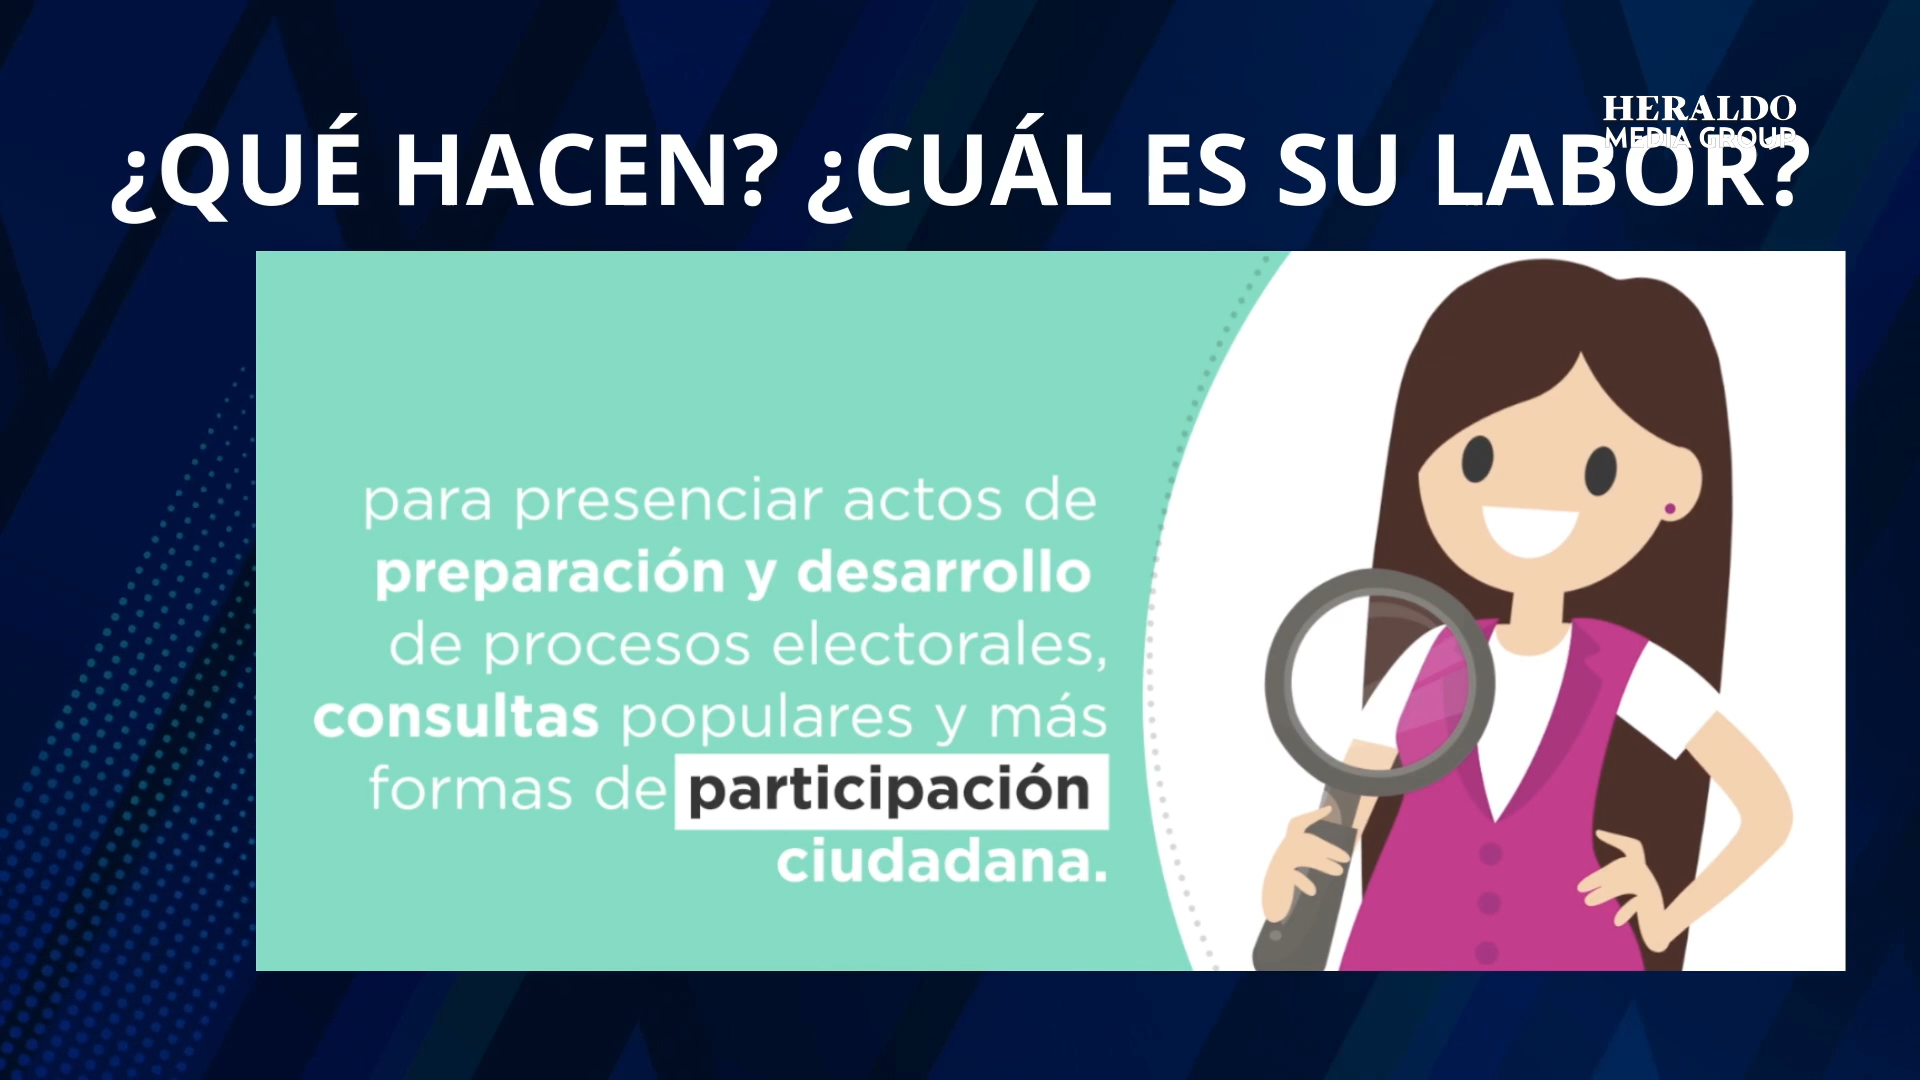 HERALDO
MEDIA GROUP
¿QUÉ HACEN? ¿CUÁL ES SU LABOR?
para presenciar actos de
preparación y desarrollo
de procesos electorales,
consultas populares y más
formas de participación
ciudadana.